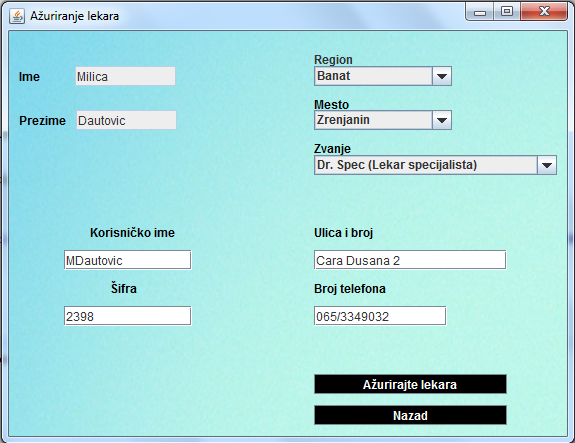 Ažuriranje lekara
Region
Ime Milica Banat
Mesto
Prezime Dautovic Zrenjanin
Zvanje
Dr. Spec (Lekar specijalista)
Korisničko ime Ulica i broj
MDautovic Cara Dusana 2
Šifra Broj telefona
2398 065/3349032
Ažurirajte lekara
Nazad